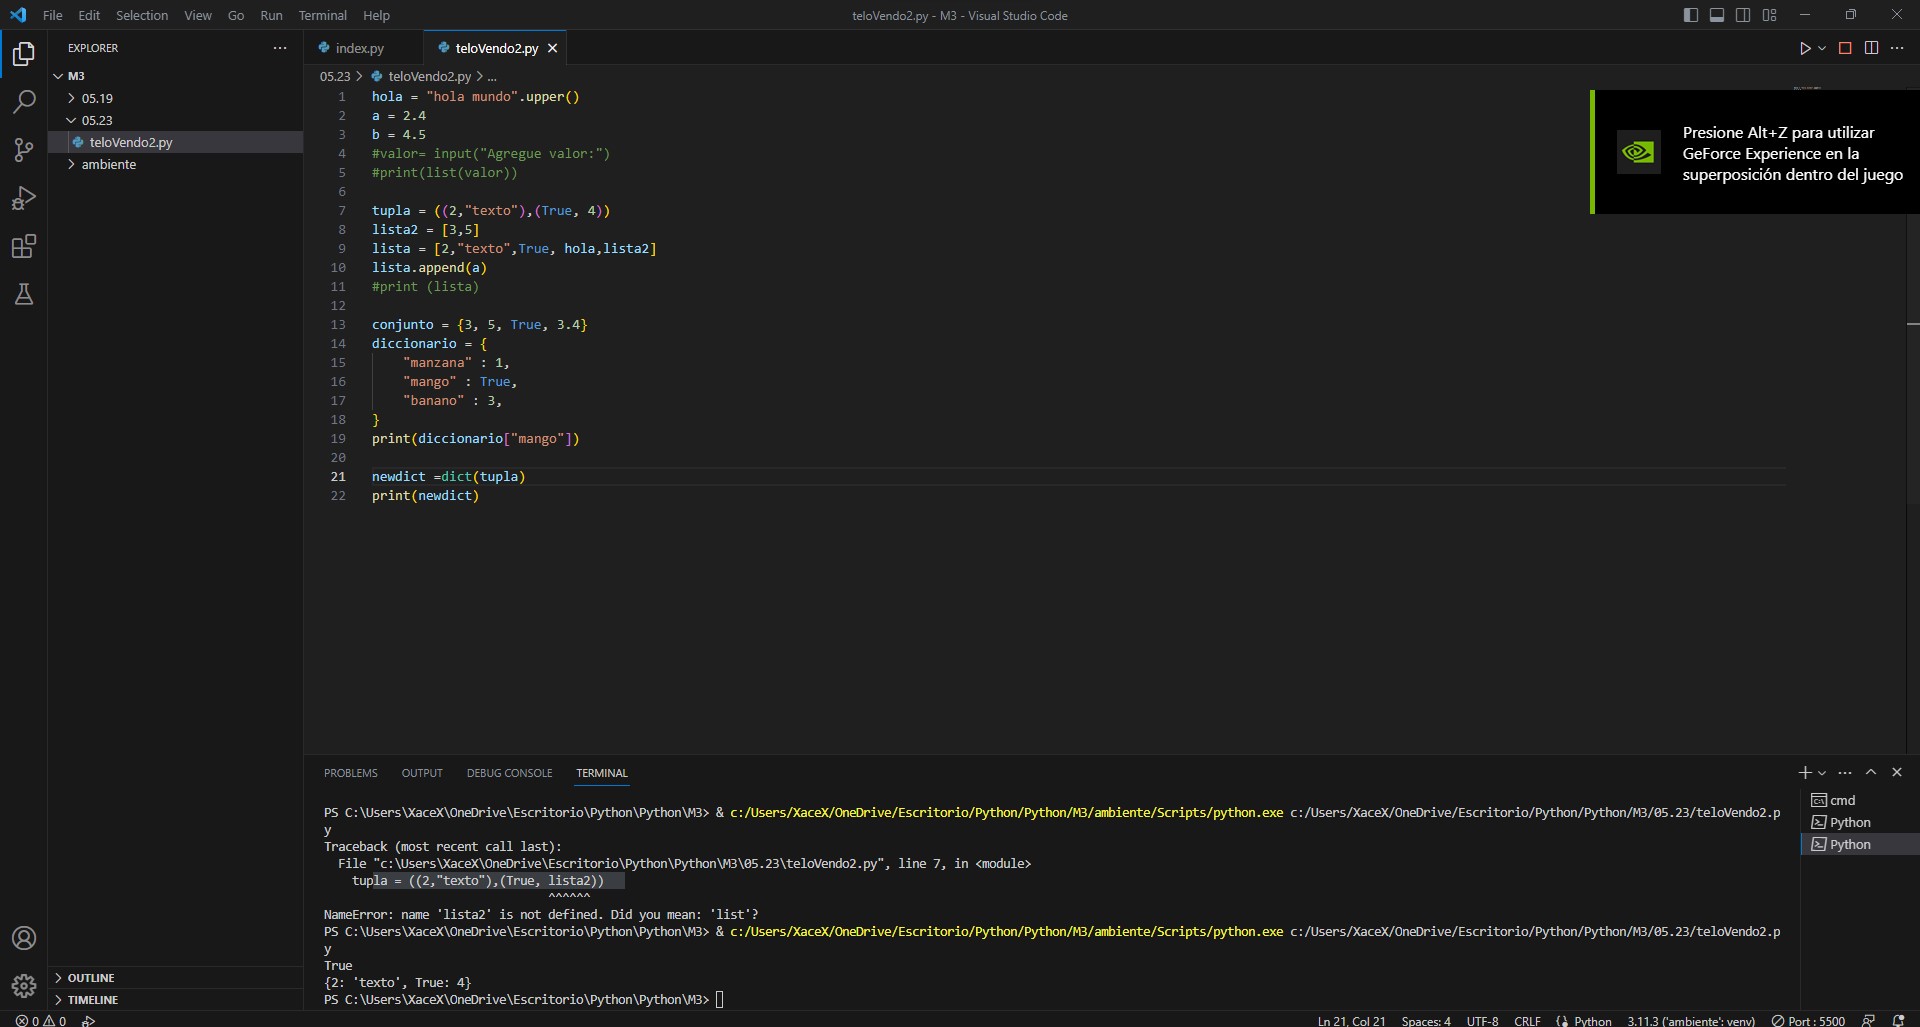 File Edit Selection View Go Run Terminal Help
teloVendo2.py - M3 - Visual Studio Code
EXPLORER
M3
05.19
05.23
teloVendo2.py
ambiente
OUTLINE
TIMELINE
index.py
teloVendo2.py
05.23 > teloVendo2.py > ...
1 hola = "hola mundo".upper()
2 a = 2.4
3 b = 4.5
4 #valor= input("Agregue valor:")
5 #print(list(valor))
6
7 tupla = ((2,"texto"),(True, 4))
8 lista2 = [3,5]
9 lista = [2,"texto",True, hola,lista2]
10 lista.append(a)
11 #print (lista)
12
13 conjunto = {3, 5, True, 3.4}
14 diccionario = {
15 "manzana" : 1,
16 "mango" : True,
17 "banano" : 3,
18 }
19 print(diccionario["mango"])
20
21 newdict =dict(tupla)
22 print(newdict)
Presione Alt+Z para utilizar
GeForce Experience en la
superposición dentro del juego
PROBLEMS OUTPUT DEBUG CONSOLE TERMINAL
PS C:\Users\XaceX\OneDrive\Escritorio\Python\Python\M3> & c:/Users/XaceX/OneDrive/Escritorio/Python/Python/M3/ambiente/Scripts/python.exe c:/Users/XaceX/OneDrive/Escritorio/Python/Python/M3/05.23/teloVendo2.p
y
Traceback (most recent call last):
File "c:\Users\XaceX\OneDrive\Escritorio\Python\Python\M3\05.23\teloVendo2.py", line 7, in <module>
tupla = ((2,"texto"),(True, lista2))
^^^^^^
NameError: name 'lista2' is not defined. Did you mean: 'list'?
PS C:\Users\XaceX\OneDrive\Escritorio\Python\Python\M3> & c:/Users/XaceX/OneDrive/Escritorio/Python/Python/M3/ambiente/Scripts/python.exe c:/Users/XaceX/OneDrive/Escritorio/Python/Python/M3/05.23/teloVendo2.p
y
True
{2: 'texto', True: 4}
PS C:\Users\XaceX\OneDrive\Escritorio\Python\Python\M3>
cmd
Python
Python
0 0
Ln 21, Col 21 Spaces: 4 UTF-8 CRLF Python 3.11.3 ('ambiente': venv) Port : 5500